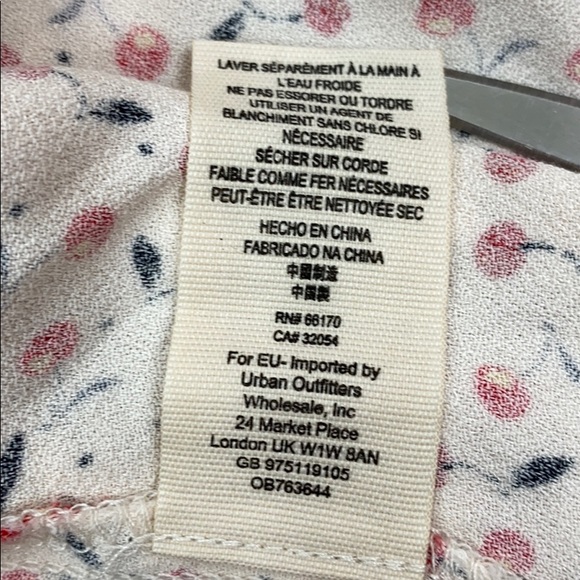 LAVER SÉPARÉMENT À LA MAIN À
L'EAU FROIDE
NE PAS ESSORER OU TORDRE
UTILISER UN AGENT DE
BLANCHIMENT SANS CHLORE SI
NÉCESSAIRE
SÉCHER SUR CORDE
FAIBLE COMME FER NÉCESSAIRES
PEUT-ÊTRE ÊTRE NETTOYÉE SEC
HECHO EN CHINA
FABRICADO NA CHINA
中國制造
中国製
RN# 66170
CA# 32054
For EU- Imported by
Urban Outfitters
Wholesale, Inc
24 Market Place
London UK W1W 8AN
GB 975119105
OB763644